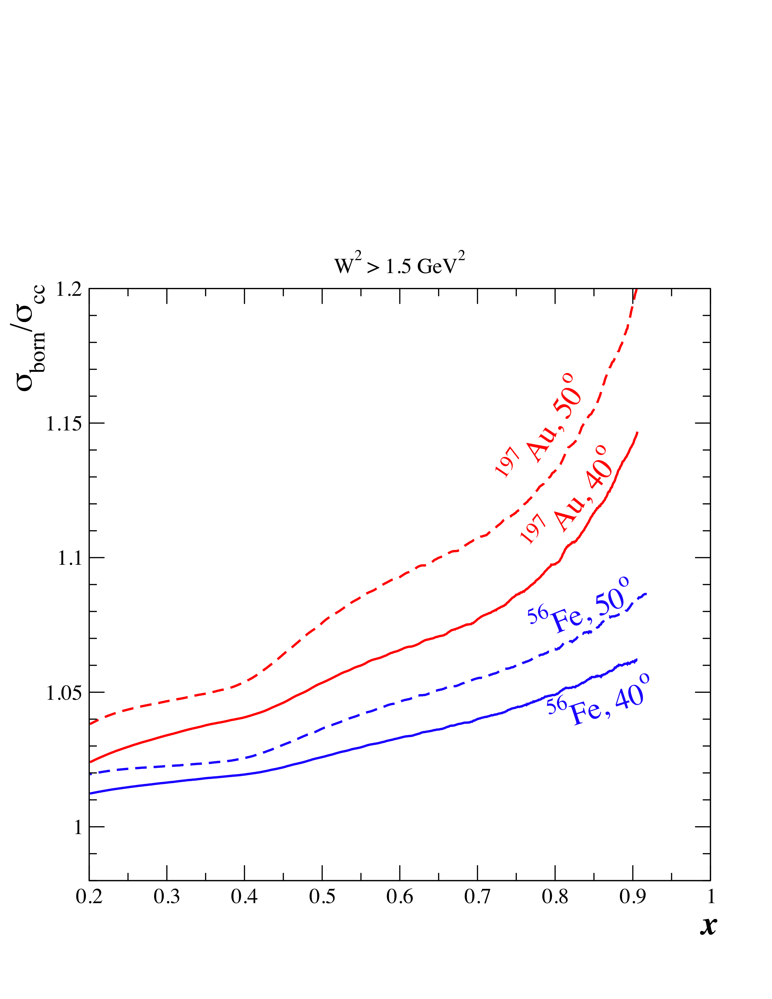 W² > 1.5 GeV²
σborn/σcc
1.2
1.15
1.1
1.05
1
¹⁹⁷ Au, 50°
¹⁹⁷ Au, 40°
⁵⁶Fe, 50°
⁵⁶Fe, 40°
0.2 0.3 0.4 0.5 0.6 0.7 0.8 0.9 1
x